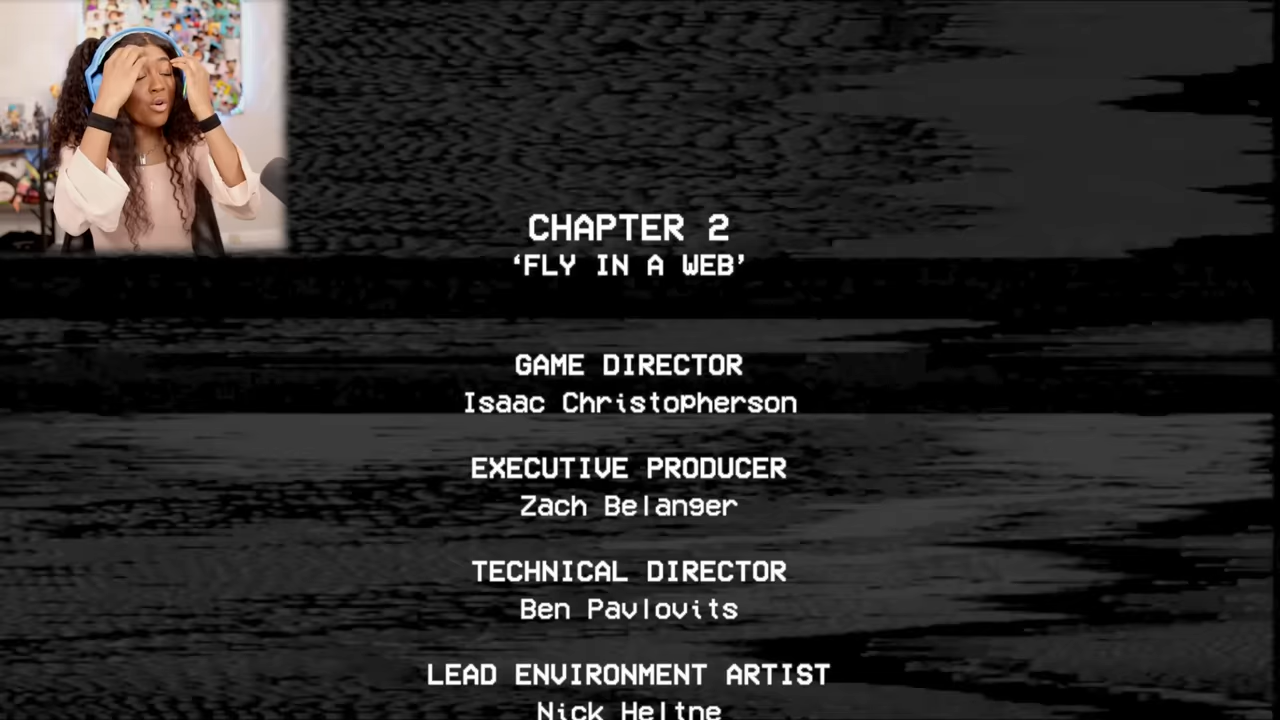 CHAPTER 2
‘FLY IN A WEB’
GAME DIRECTOR
Isaac Christopherson
EXECUTIVE PRODUCER
Zach Belanger
TECHNICAL DIRECTOR
Ben Pavlovits
LEAD ENVIRONMENT ARTIST
Nick Heltne